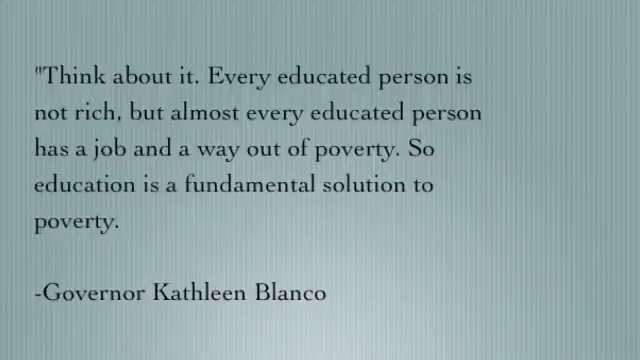 "Think about it. Every educated person is
not rich, but almost every educated person
has a job and a way out of poverty. So
education is a fundamental solution to
poverty.
-Governor Kathleen Blanco